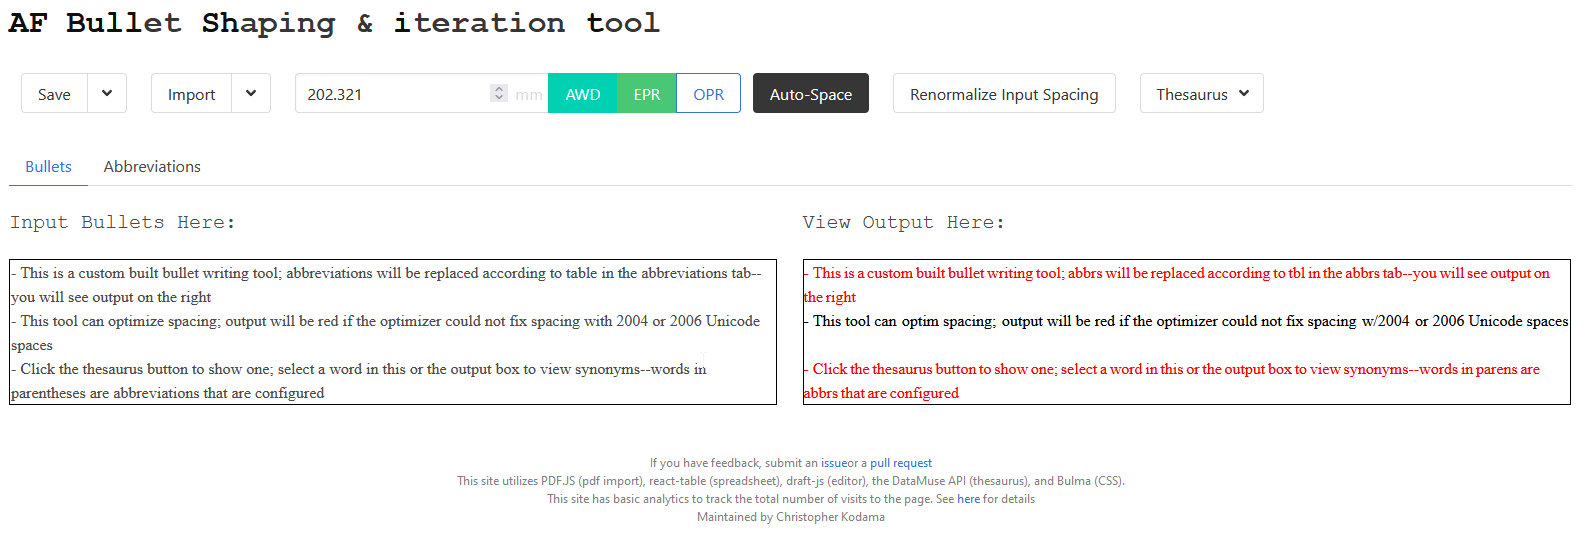 AF Bullet Shaping & iteration tool
Save Import 202.321 mm AWD EPR OPR Auto-Space Renormalize Input Spacing Thesaurus
Bullets Abbreviations
Input Bullets Here:
- This is a custom built bullet writing tool; abbreviations will be replaced according to table in the abbreviations tab--
you will see output on the right
- This tool can optimize spacing; output will be red if the optimizer could not fix spacing with 2004 or 2006 Unicode
spaces
- Click the thesaurus button to show one; select a word in this or the output box to view synonyms--words in
parentheses are abbreviations that are configured
View Output Here:
- This is a custom built bullet writing tool; abbrs will be replaced according to tbl in the abbrs tab--you will see output on
the right
- This tool can optim spacing; output will be red if the optimizer could not fix spacing w/2004 or 2006 Unicode spaces
- Click the thesaurus button to show one; select a word in this or the output box to view synonyms--words in parens are
abbrs that are configured
If you have feedback, submit an issueor a pull request
This site utilizes PDF.JS (pdf import), react-table (spreadsheet), draft-js (editor), the DataMuse API (thesaurus), and Bulma (CSS).
This site has basic analytics to track the total number of visits to the page. See here for details
Maintained by Christopher Kodama